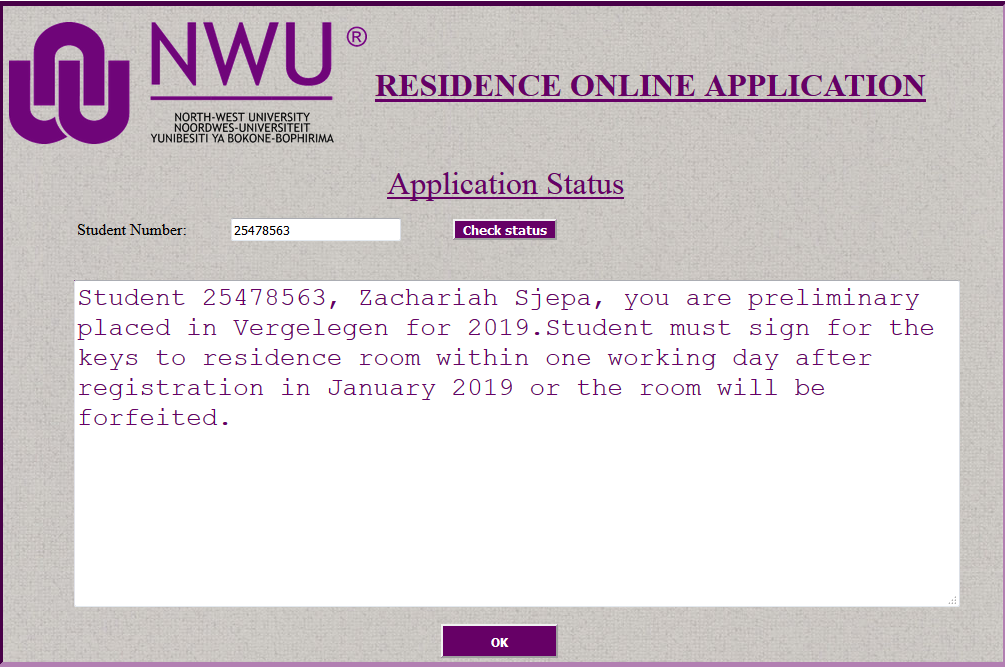 NWU ®
NORTH-WEST UNIVERSITY
NOORDWES-UNIVERSITEIT
YUNIBESITI YA BOKONE-BOPHIRIMA
RESIDENCE ONLINE APPLICATION
Application Status
Student Number: 25478563 Check status
Student 25478563, Zachariah Sjepa, you are preliminary
placed in Vergelegen for 2019.Student must sign for the
keys to residence room within one working day after
registration in January 2019 or the room will be
forfeited.
OK